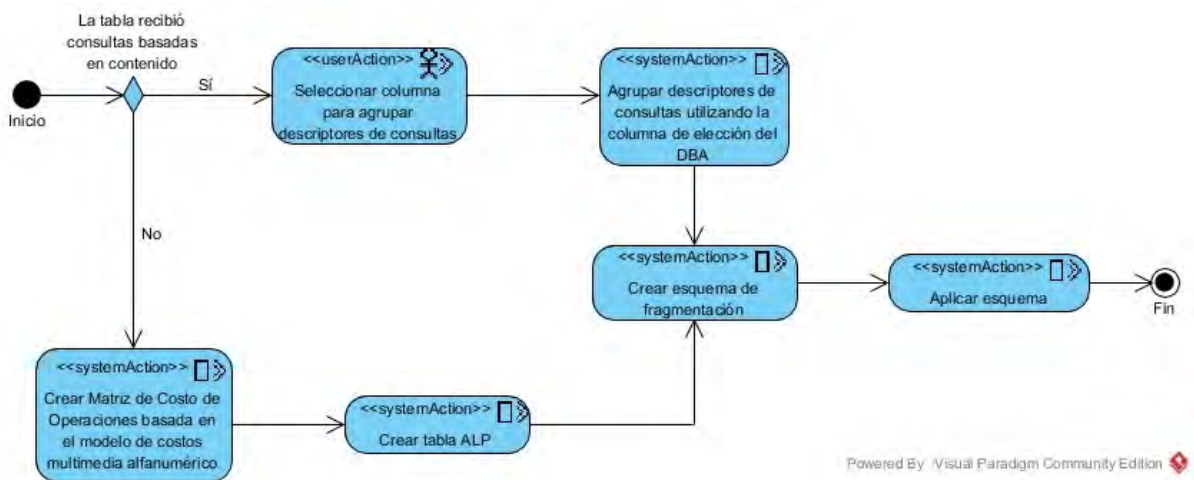 La tabla recibió
consultas basadas
en contenido
Inicio
Sí
<<userAction>>
Seleccionar columna
para agrupar
descriptores de consultas
<<systemAction>>
Agrupar descriptores de
consultas utilizando la
columna de elección del
DBA
No
<<systemAction>>
Crear esquema de
fragmentación
<<systemAction>>
Aplicar esquema
Fin
<<systemAction>>
Crear Matriz de Costo de
Operaciones basada en
el modelo de costos
multimedia alfanumérico
<<systemAction>>
Crear tabla ALP
Powered By Visual Paradigm Community Edition